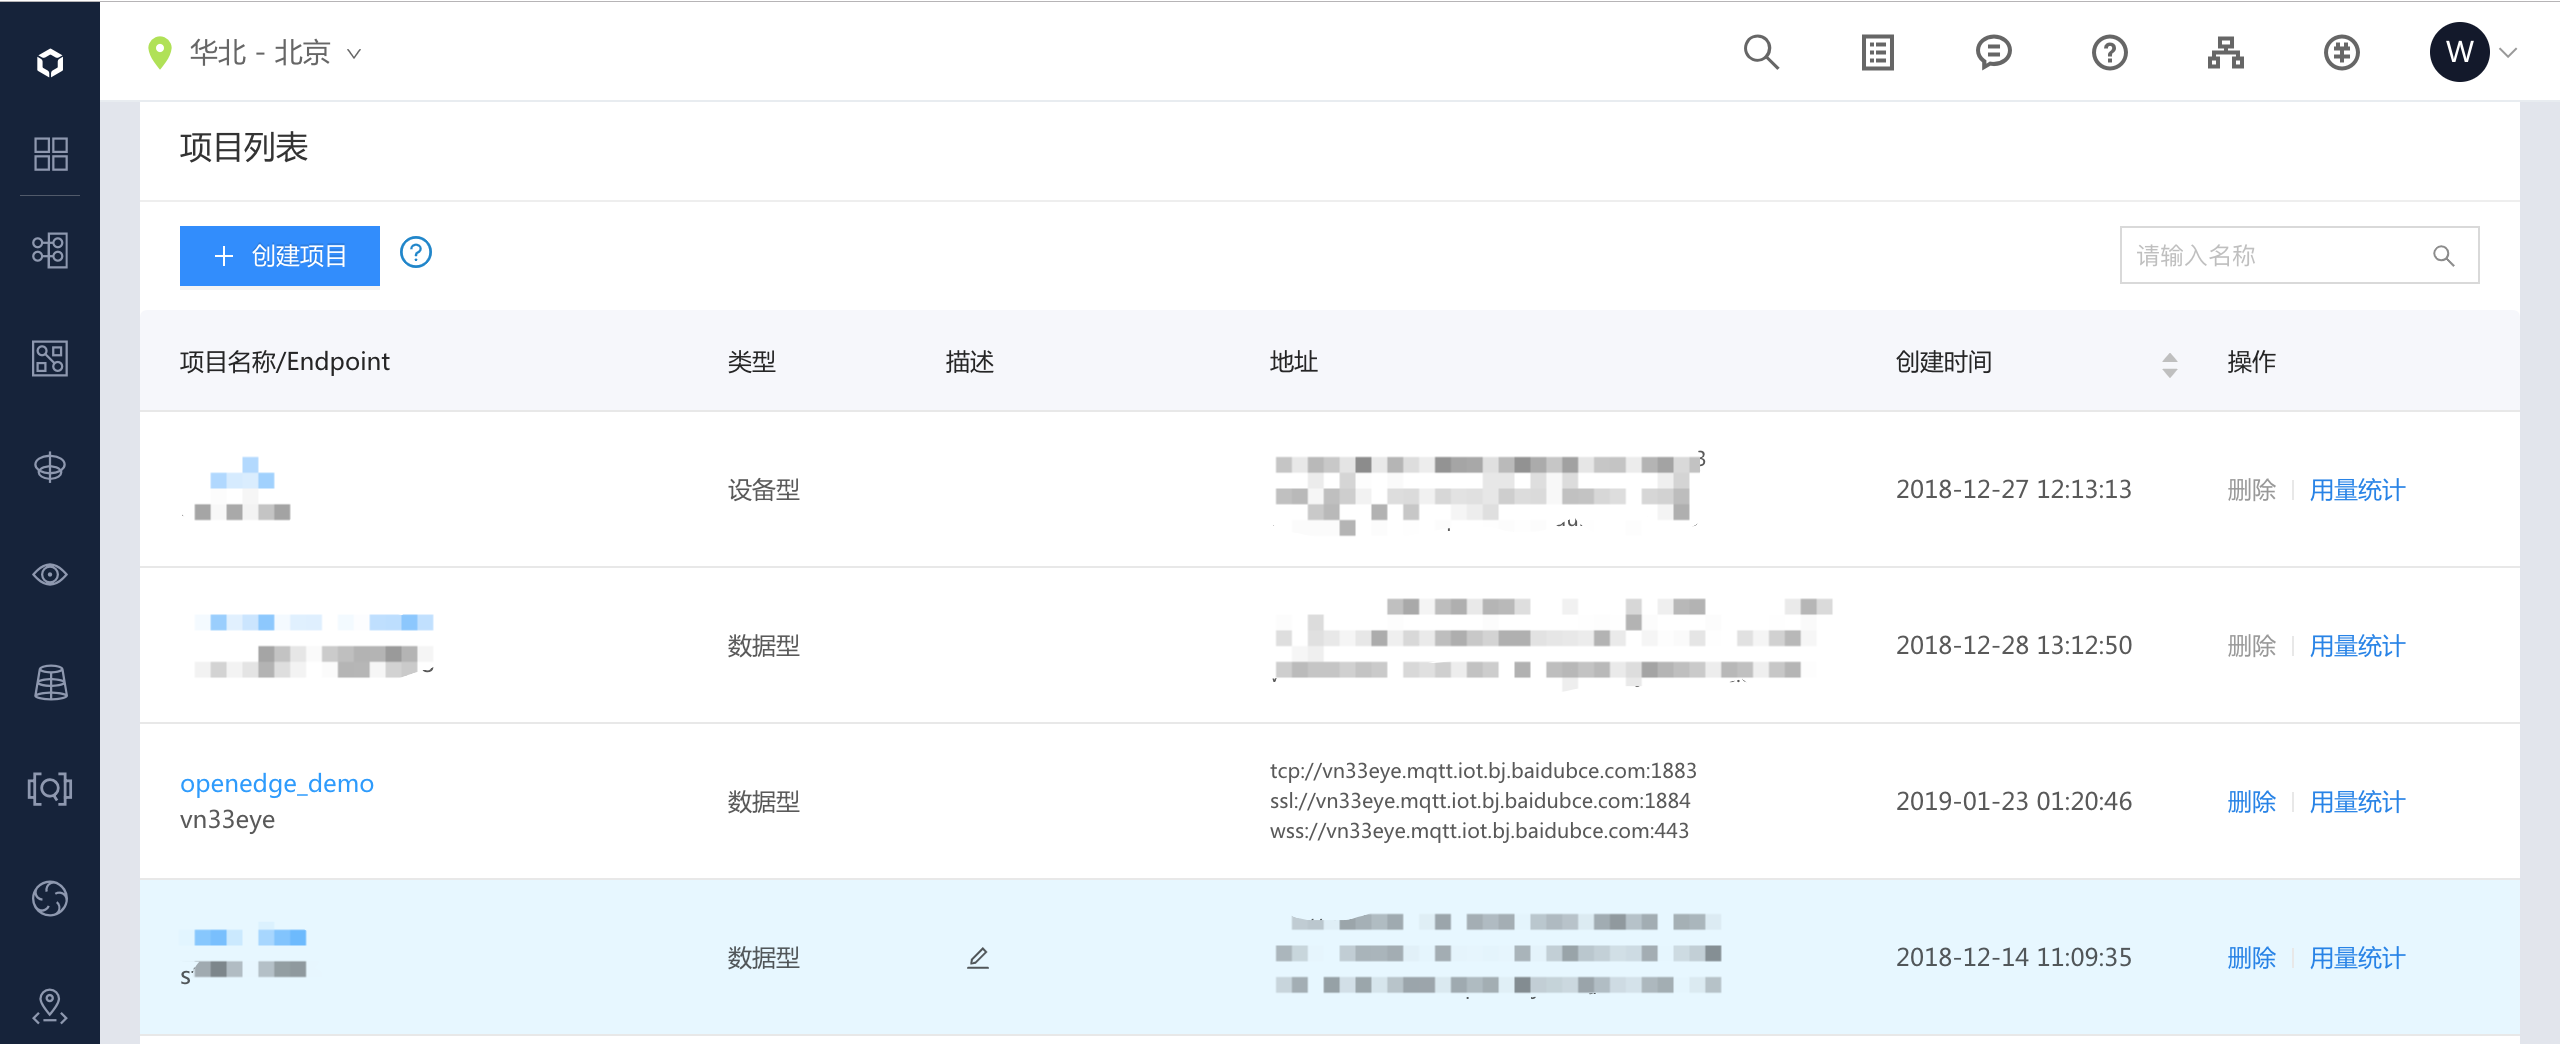 华北 - 北京
W
项目列表
+ 创建项目
请输入名称
项目名称/Endpoint 类型 描述 地址 创建时间 操作
设备型 2018-12-27 12:13:13 删除 用量统计
数据型 2018-12-28 13:12:50 删除 用量统计
openedge_demo
vn33eye
数据型
tcp://vn33eye.mqtt.iot.bj.baidubce.com:1883
ssl://vn33eye.mqtt.iot.bj.baidubce.com:1884
wss://vn33eye.mqtt.iot.bj.baidubce.com:443
2019-01-23 01:20:46 删除 用量统计
数据型 2018-12-14 11:09:35 删除 用量统计